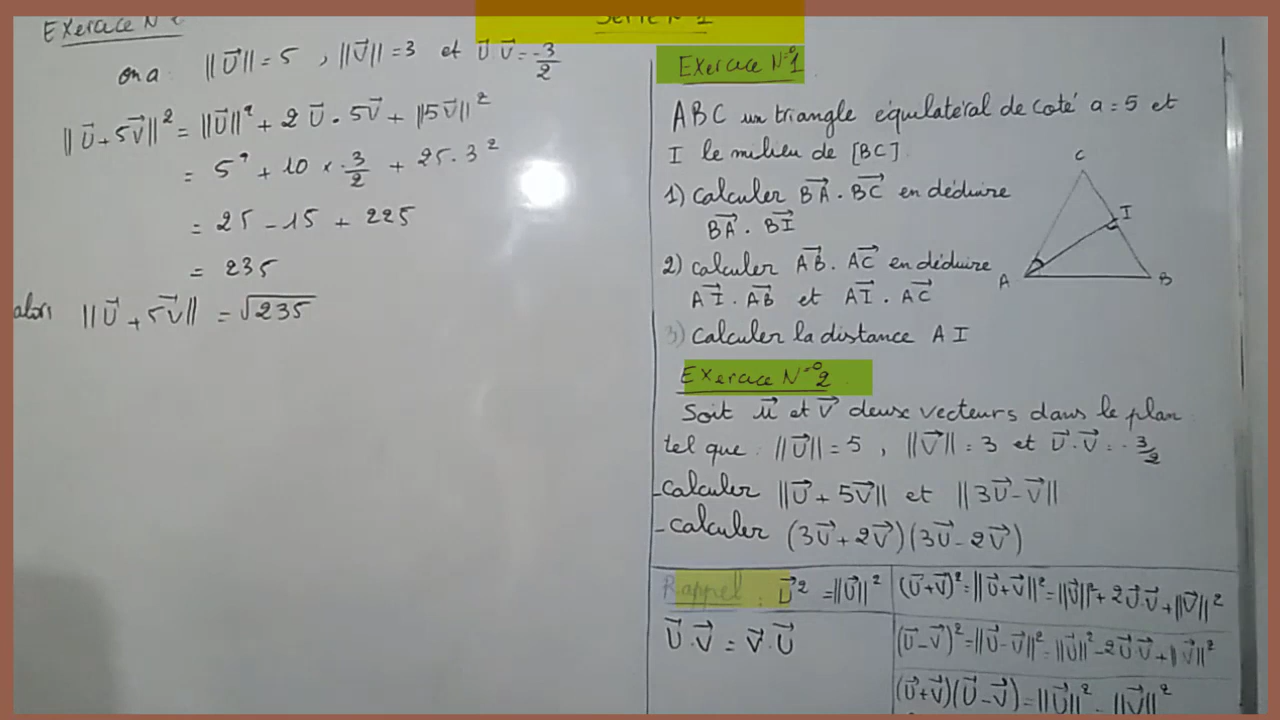 Exercice N°2
on a : ||U⃗|| = 5 , ||V⃗|| = 3 et U⃗.V⃗ = -3/2
||U⃗ + 5V⃗||² = ||U⃗||² + 2 U⃗ . 5V⃗ + ||5V⃗||²
= 5² + 10 × -3/2 + 25 . 3²
= 25 - 15 + 225
= 235
alors ||U⃗ + 5V⃗|| = √235
Serie N°1
Exercice N°1
ABC un triangle équilatéral de coté a = 5 et
I le milieu de [BC].
1) calculer BA⃗ . BC⃗ en déduire
BA⃗ . BI⃗
2) calculer AB⃗ . AC⃗ en déduire
AI⃗ . AB⃗ et AI⃗ . AC⃗
3) Calculer la distance AI
C
I
A
B
Exercice N°2
Soit u⃗ et V⃗ deux vecteurs dans le plan
tel que : ||U⃗|| = 5 , ||V⃗|| = 3 et U⃗.V⃗ = -3/2
- calculer ||U⃗ + 5V⃗|| et ||3U⃗ - V⃗||
- calculer (3U⃗ + 2V⃗)(3U⃗ - 2V⃗)
Rappel : U⃗² = ||U⃗||²
U⃗.V⃗ = V⃗.U⃗
(U⃗+V⃗)² = ||U⃗+V⃗||² = ||U⃗||² + 2U⃗.V⃗ + ||V⃗||²
(U⃗-V⃗)² = ||U⃗-U⃗||² = ||U⃗||² - 2U⃗V⃗ + ||V⃗||²
(U⃗+V⃗)(U⃗-V⃗) = ||U⃗||² - ||V⃗||²